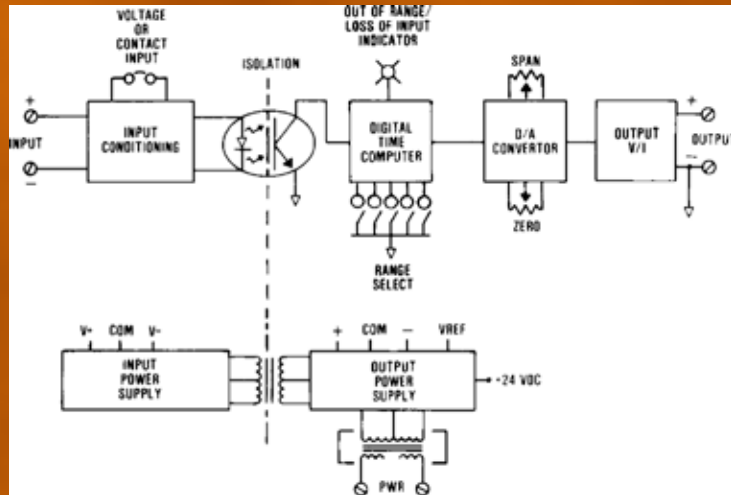 VOLTAGE
OR
CONTACT
INPUT
OUT OF RANGE/
LOSS OF INPUT
INDICATOR
ISOLATION
SPAN
+
INPUT
−
INPUT
CONDITIONING
DIGITAL
TIME
COMPUTER
D/A
CONVERTOR
OUTPUT
V/I
+
OUTPUT
−
ZERO
RANGE
SELECT
V+ COM V−
INPUT
POWER
SUPPLY
+ COM − VREF
OUTPUT
POWER
SUPPLY
+24 VDC
PWR